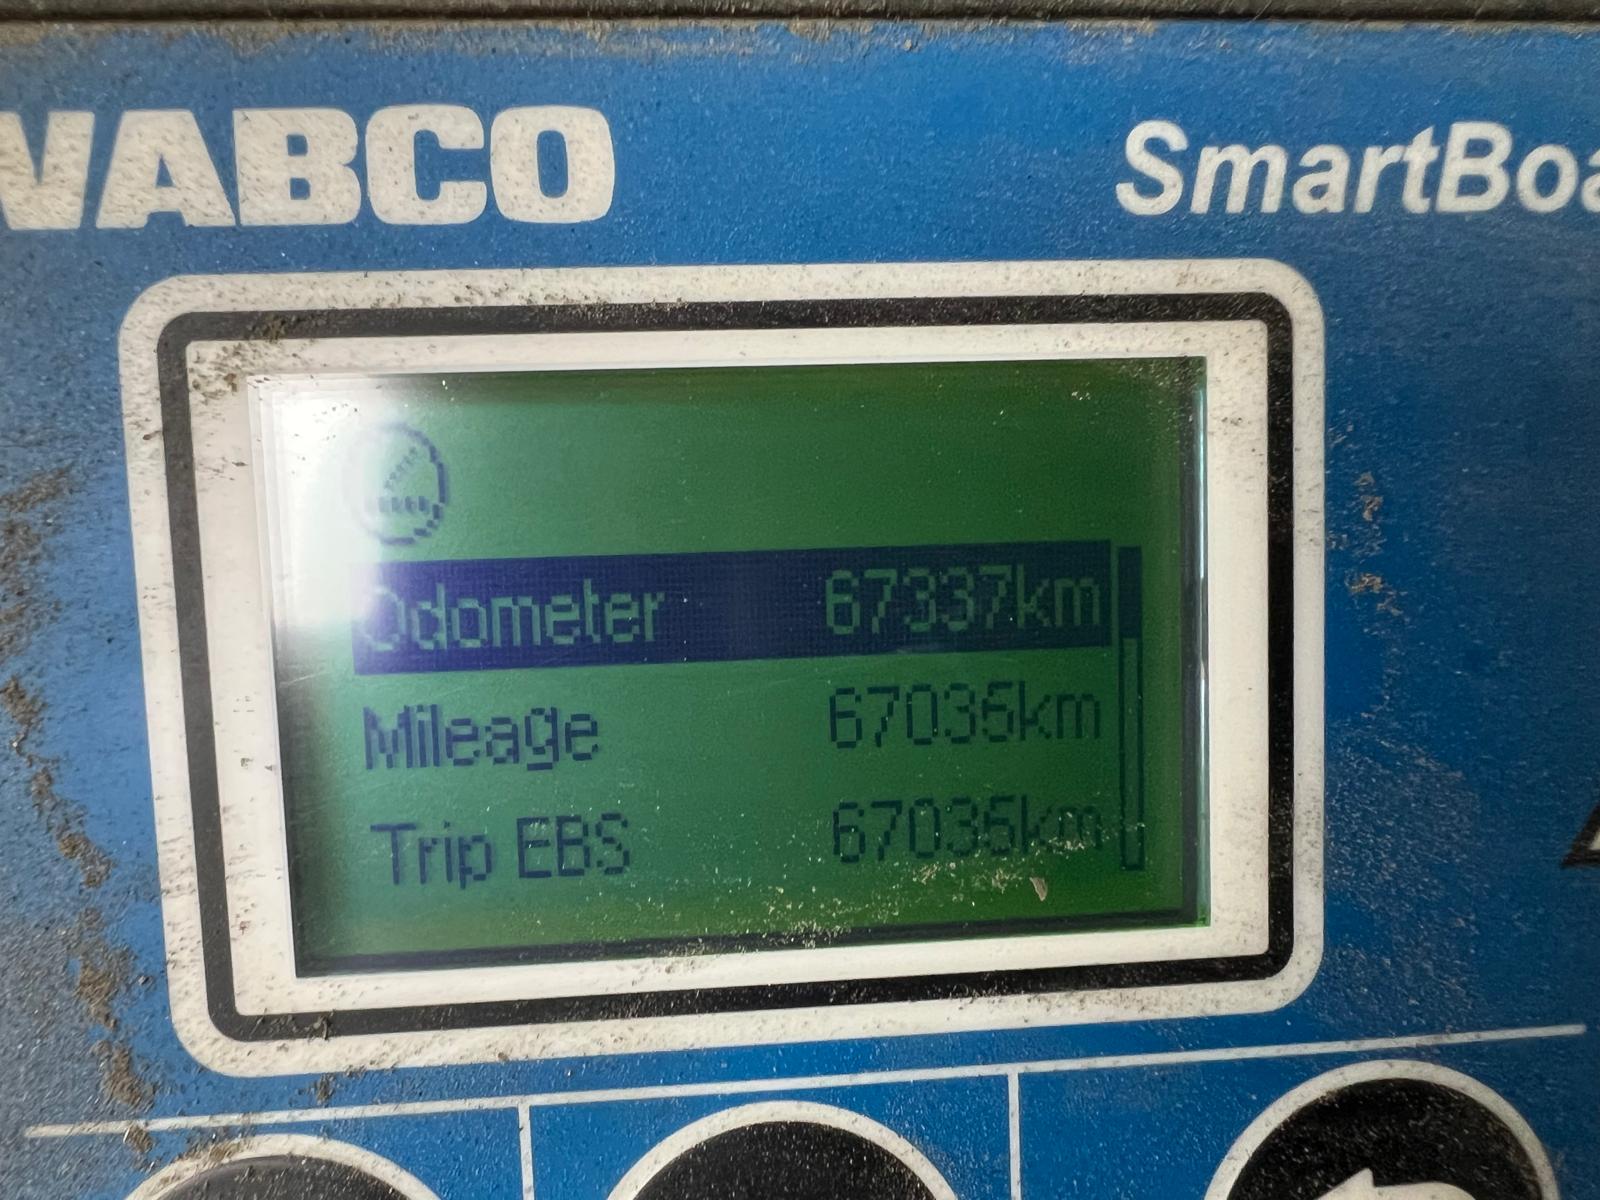 WABCO
SmartBoa
Odometer 67337km
Mileage 67036km
Trip EBS 67036km